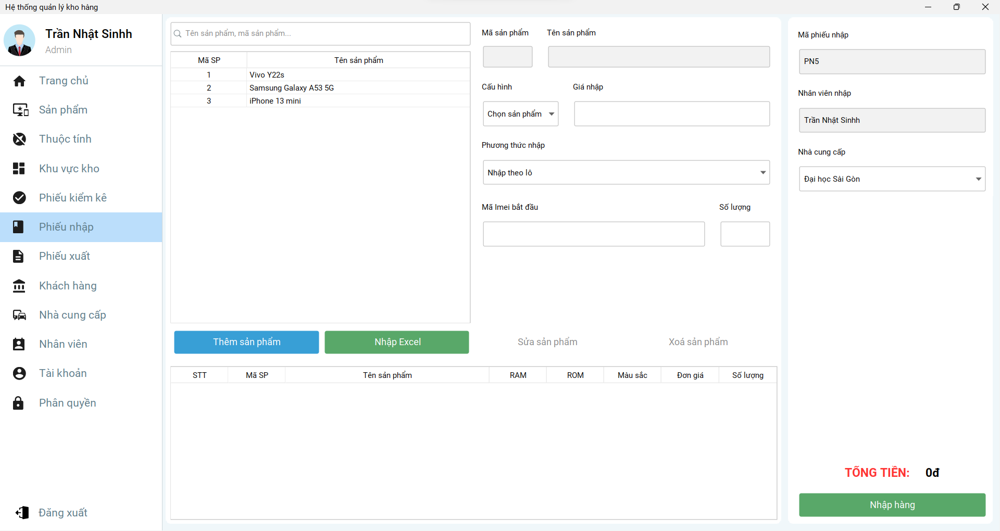 Hệ thống quản lý kho hàng
Trần Nhật Sinhh
Admin
Trang chủ
Sản phẩm
Thuộc tính
Khu vực kho
Phiếu kiểm kê
Phiếu nhập
Phiếu xuất
Khách hàng
Nhà cung cấp
Nhân viên
Tài khoản
Phân quyền
Đăng xuất
Tên sản phẩm, mã sản phẩm...
Mã SP Tên sản phẩm
1 Vivo Y22s
2 Samsung Galaxy A53 5G
3 iPhone 13 mini
Thêm sản phẩm Nhập Excel Sửa sản phẩm Xoá sản phẩm
Mã sản phẩm Tên sản phẩm
Cấu hình Giá nhập
Chọn sản phẩm
Phương thức nhập
Nhập theo lô
Mã Imei bắt đầu Số lượng
STT Mã SP Tên sản phẩm RAM ROM Màu sắc Đơn giá Số lượng
Mã phiếu nhập
PN5
Nhân viên nhập
Trần Nhật Sinhh
Nhà cung cấp
Đại học Sài Gòn
TỔNG TIỀN: 0đ
Nhập hàng